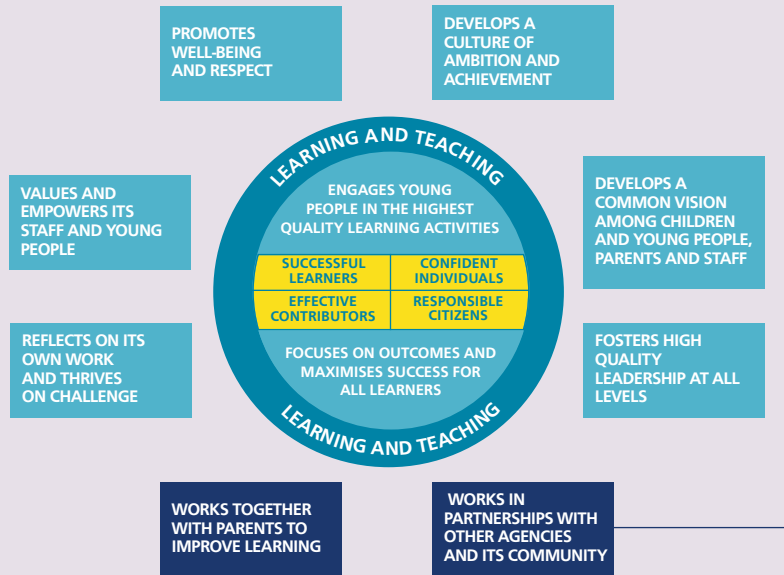 PROMOTES
WELL-BEING
AND RESPECT
DEVELOPS A
CULTURE OF
AMBITION AND
ACHIEVEMENT
VALUES AND
EMPOWERS ITS
STAFF AND YOUNG
PEOPLE
LEARNING AND TEACHING
ENGAGES YOUNG
PEOPLE IN THE HIGHEST
QUALITY LEARNING ACTIVITIES
SUCCESSFUL
LEARNERS
CONFIDENT
INDIVIDUALS
EFFECTIVE
CONTRIBUTORS
RESPONSIBLE
CITIZENS
FOCUSES ON OUTCOMES AND
MAXIMISES SUCCESS FOR
ALL LEARNERS
LEARNING AND TEACHING
DEVELOPS A
COMMON VISION
AMONG CHILDREN
AND YOUNG PEOPLE,
PARENTS AND STAFF
REFLECTS ON ITS
OWN WORK
AND THRIVES
ON CHALLENGE
FOSTERS HIGH
QUALITY
LEADERSHIP AT ALL
LEVELS
WORKS TOGETHER
WITH PARENTS TO
IMPROVE LEARNING
WORKS IN
PARTNERSHIPS WITH
OTHER AGENCIES
AND ITS COMMUNITY